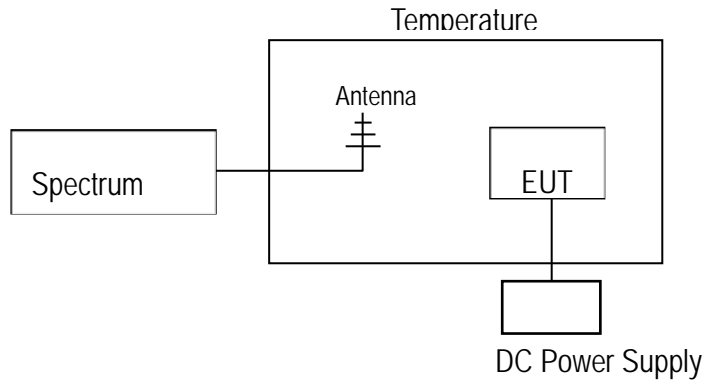 Temperature
Antenna
Spectrum
EUT
DC Power Supply